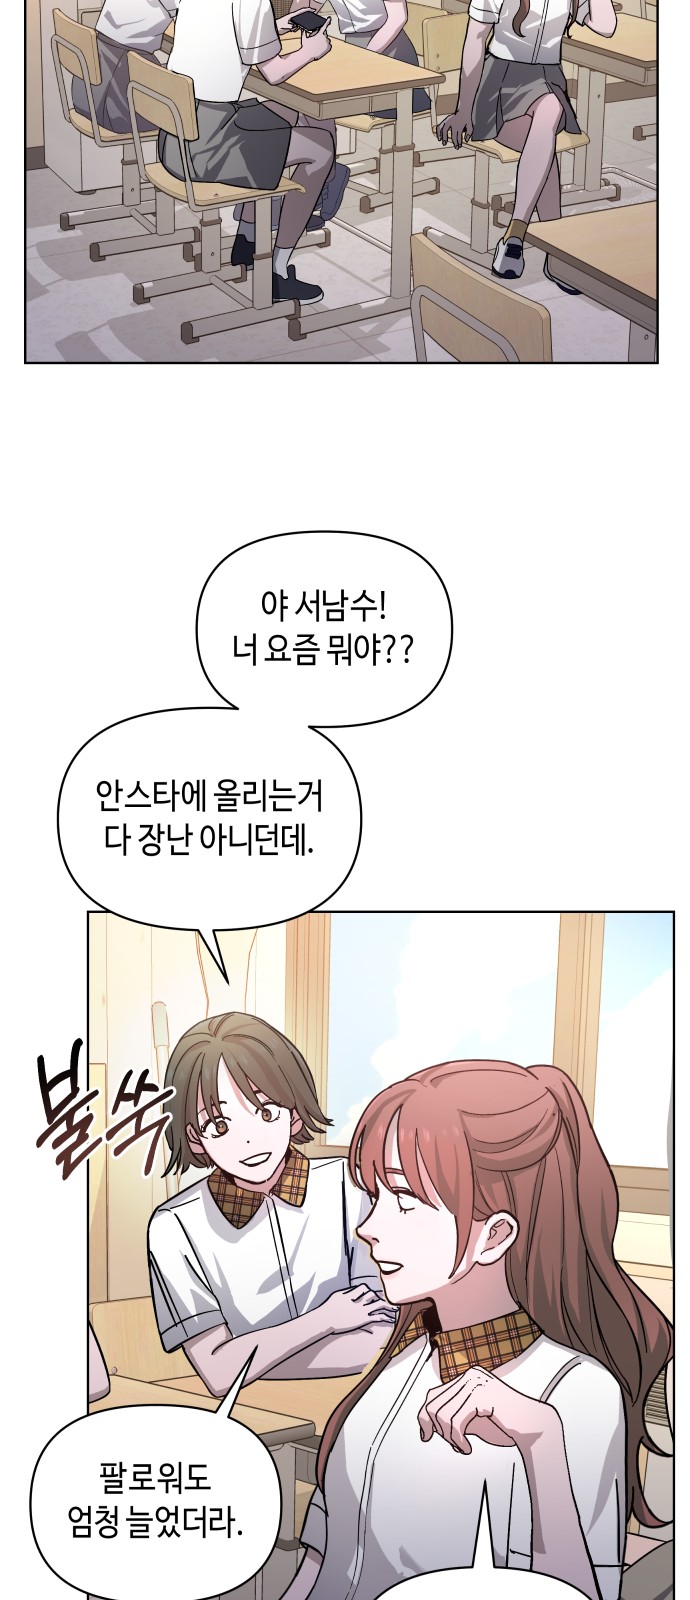 야 서남수!
너 요즘 뭐야??
안스타에 올리는거
다 장난 아니던데.
불쑥
팔로워도
엄청 늘었더라.